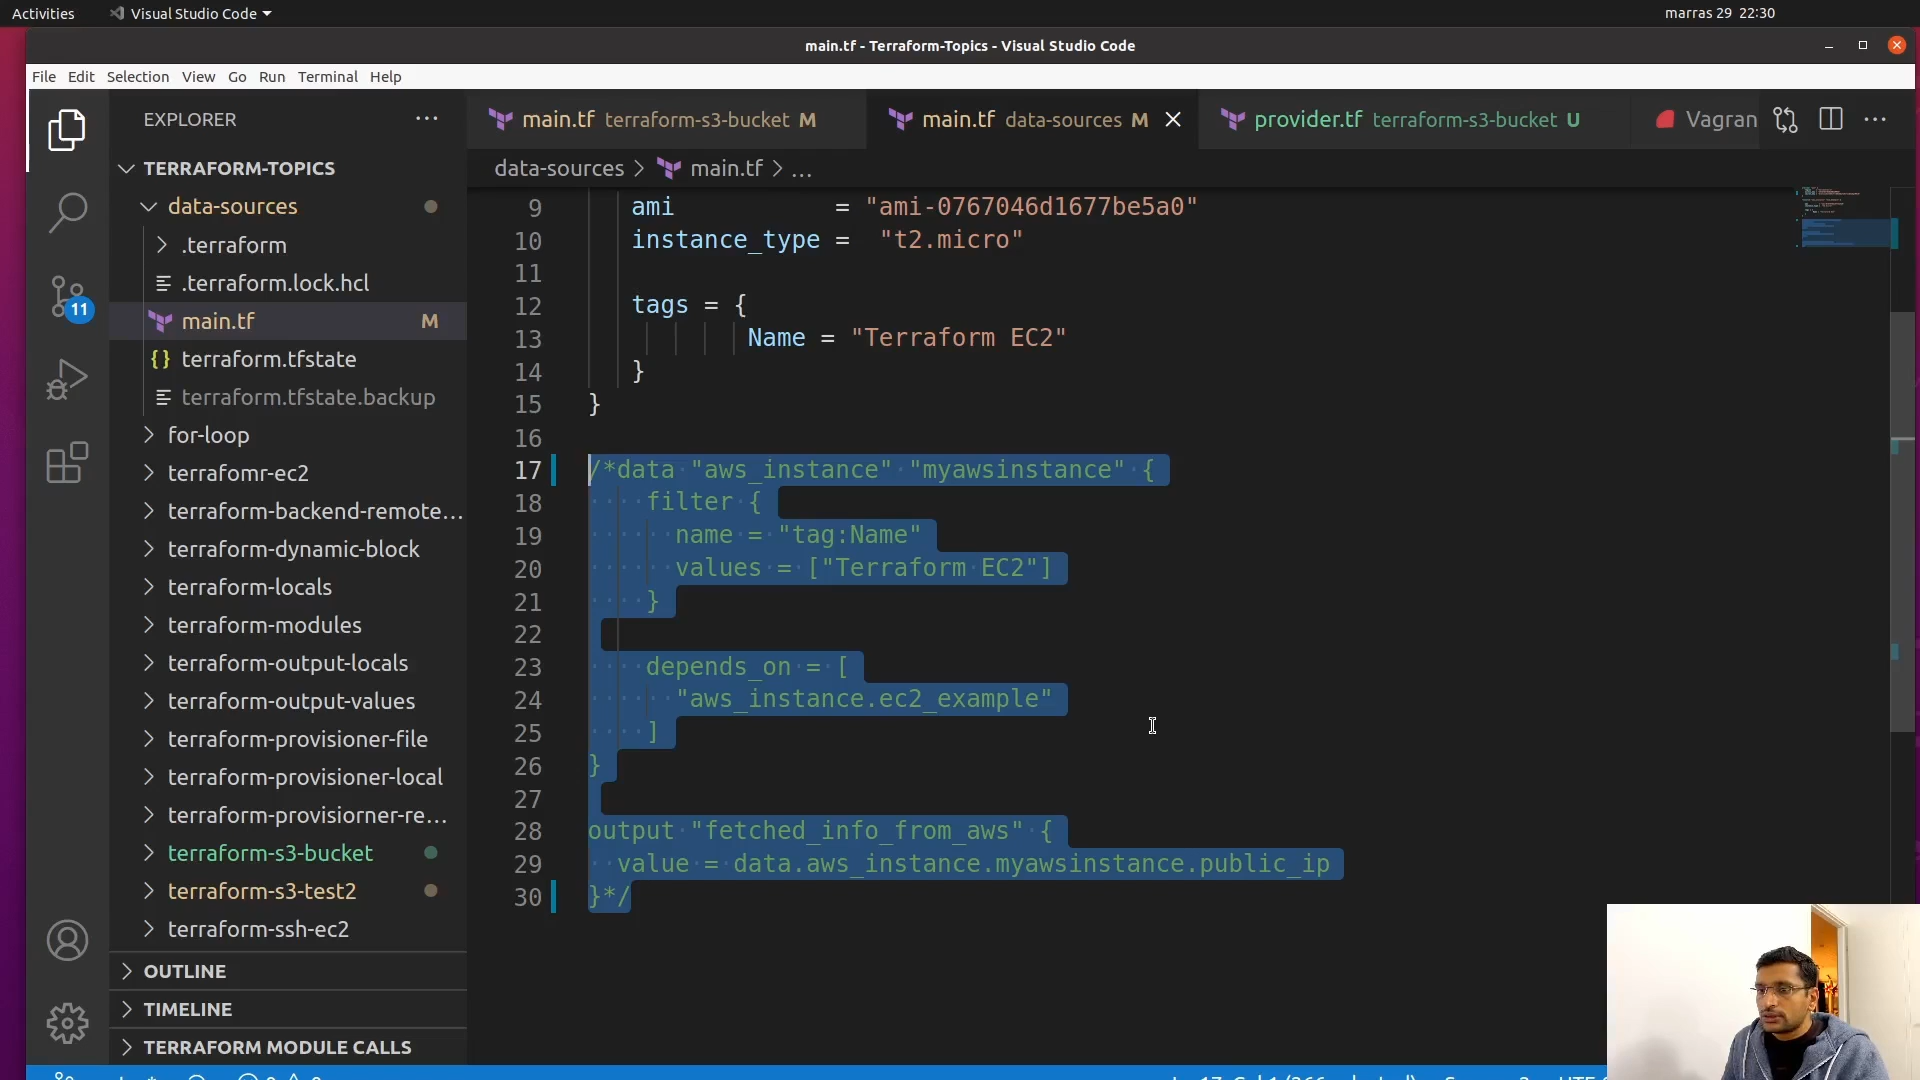 Activities Visual Studio Code marras 29 22:30
main.tf - Terraform-Topics - Visual Studio Code
File Edit Selection View Go Run Terminal Help
EXPLORER
TERRAFORM-TOPICS
data-sources
.terraform
.terraform.lock.hcl
main.tf M
terraform.tfstate
terraform.tfstate.backup
for-loop
terrafomr-ec2
terraform-backend-remote...
terraform-dynamic-block
terraform-locals
terraform-modules
terraform-output-locals
terraform-output-values
terraform-provisioner-file
terraform-provisioner-local
terraform-provisiorner-re...
terraform-s3-bucket
terraform-s3-test2
terraform-ssh-ec2
OUTLINE
TIMELINE
TERRAFORM MODULE CALLS
11
main.tf terraform-s3-bucket M main.tf data-sources M provider.tf terraform-s3-bucket U Vagran
data-sources > main.tf > ...
9 ami = "ami-0767046d1677be5a0"
10 instance_type = "t2.micro"
11
12 tags = {
13 Name = "Terraform EC2"
14 }
15 }
16
17 /*data "aws_instance" "myawsinstance" {
18 filter {
19 name = "tag:Name"
20 values = ["Terraform EC2"]
21 }
22
23 depends_on = [
24 "aws_instance.ec2_example"
25 ]
26 }
27
28 output "fetched_info_from_aws" {
29 value = data.aws_instance.myawsinstance.public_ip
30 }*/